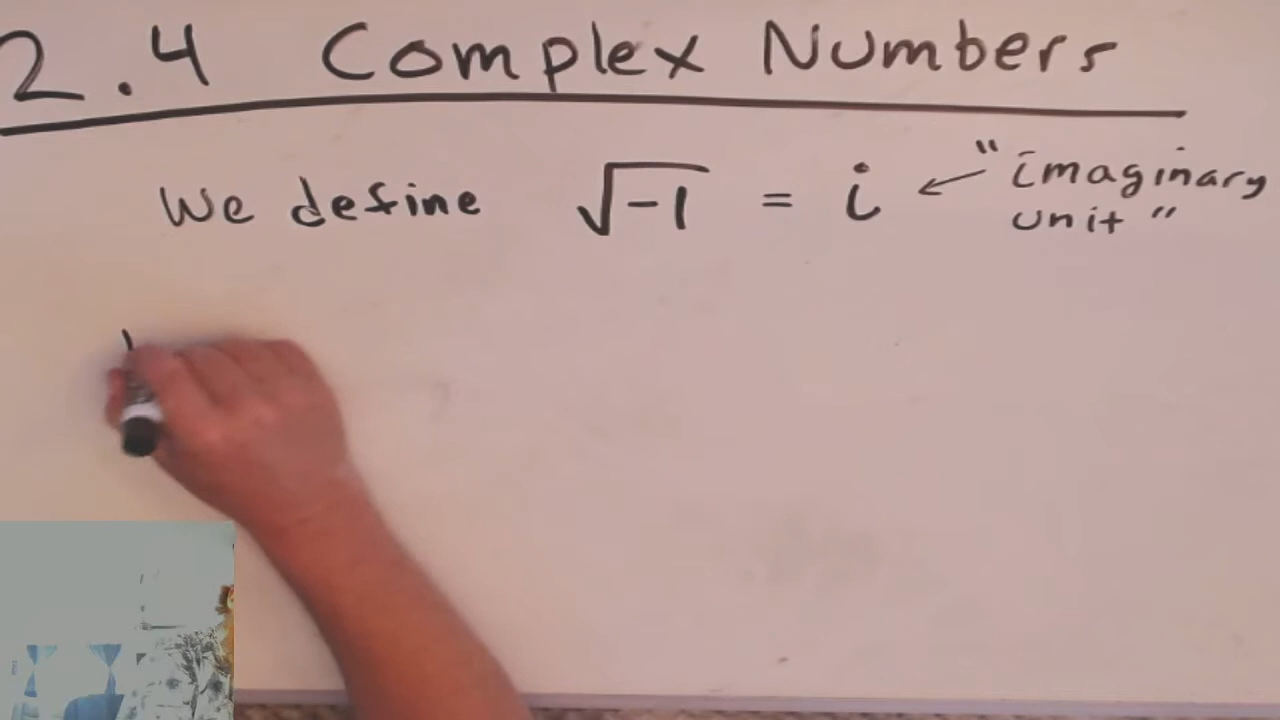 2.4 Complex Numbers
We define √-1 = i ← "imaginary
unit"